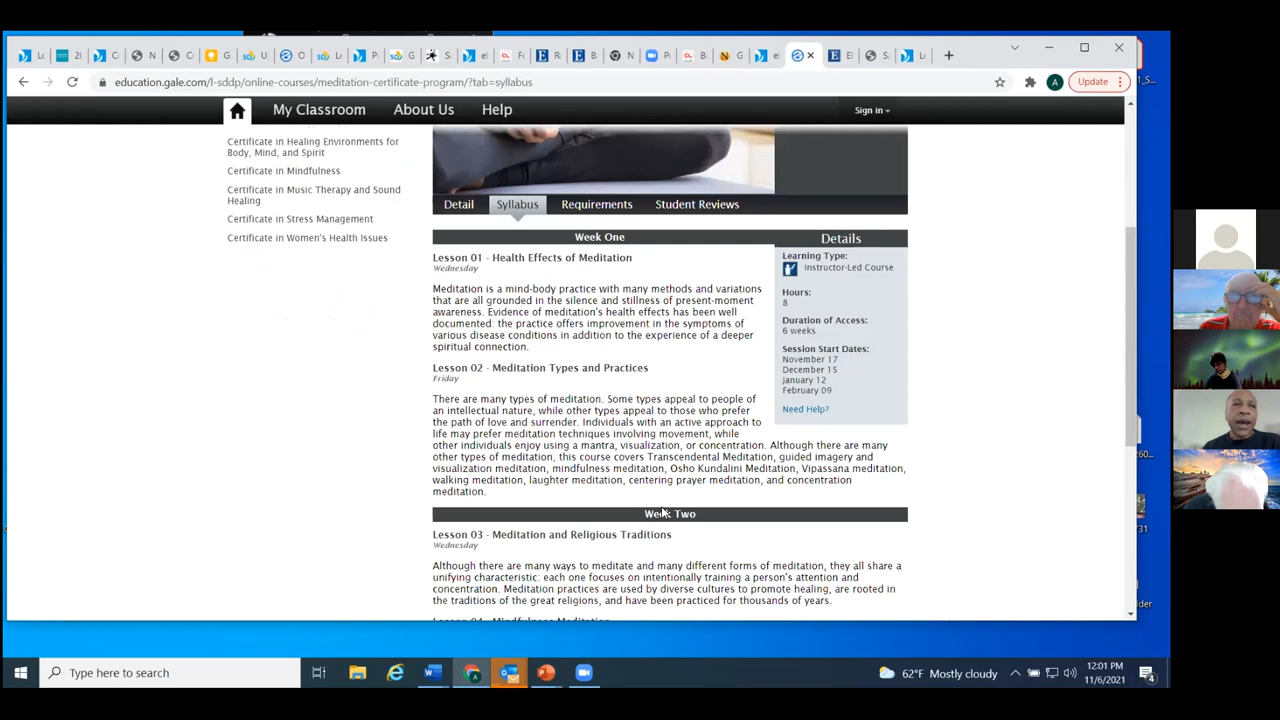 education.gale.com/l-sddp/online-courses/meditation-certificate-program/?tab=syllabus
Update
My Classroom
About Us
Help
Sign in
Certificate in Healing Environments for
Body, Mind, and Spirit
Certificate in Mindfulness
Certificate in Music Therapy and Sound
Healing
Certificate in Stress Management
Certificate in Women's Health Issues
Detail
Syllabus
Requirements
Student Reviews
Week One
Lesson 01 - Health Effects of Meditation
Wednesday
Meditation is a mind-body practice with many methods and variations
that are all grounded in the silence and stillness of present-moment
awareness. Evidence of meditation's health effects has been well
documented: the practice offers improvement in the symptoms of
various disease conditions in addition to the experience of a deeper
spiritual connection.
Lesson 02 - Meditation Types and Practices
Friday
There are many types of meditation. Some types appeal to people of
an intellectual nature, while other types appeal to those who prefer
the path of love and surrender. Individuals with an active approach to
life may prefer meditation techniques involving movement, while
other individuals enjoy using a mantra, visualization, or concentration. Although there are many
other types of meditation, this course covers Transcendental Meditation, guided imagery and
visualization meditation, mindfulness meditation, Osho Kundalini Meditation, Vipassana meditation,
walking meditation, laughter meditation, centering prayer meditation, and concentration
meditation.
Details
Learning Type:
Instructor-Led Course
Hours:
8
Duration of Access:
6 weeks
Session Start Dates:
November 17
December 15
January 12
February 09
Need Help?
Week Two
Lesson 03 - Meditation and Religious Traditions
Wednesday
Although there are many ways to meditate and many different forms of meditation, they all share a
unifying characteristic: each one focuses on intentionally training a person's attention and
concentration. Meditation practices are used by diverse cultures to promote healing, are rooted in
the traditions of the great religions, and have been practiced for thousands of years.
Lesson 04 - Mindfulness Meditation
Type here to search
62°F Mostly cloudy
12:01 PM
11/6/2021
4